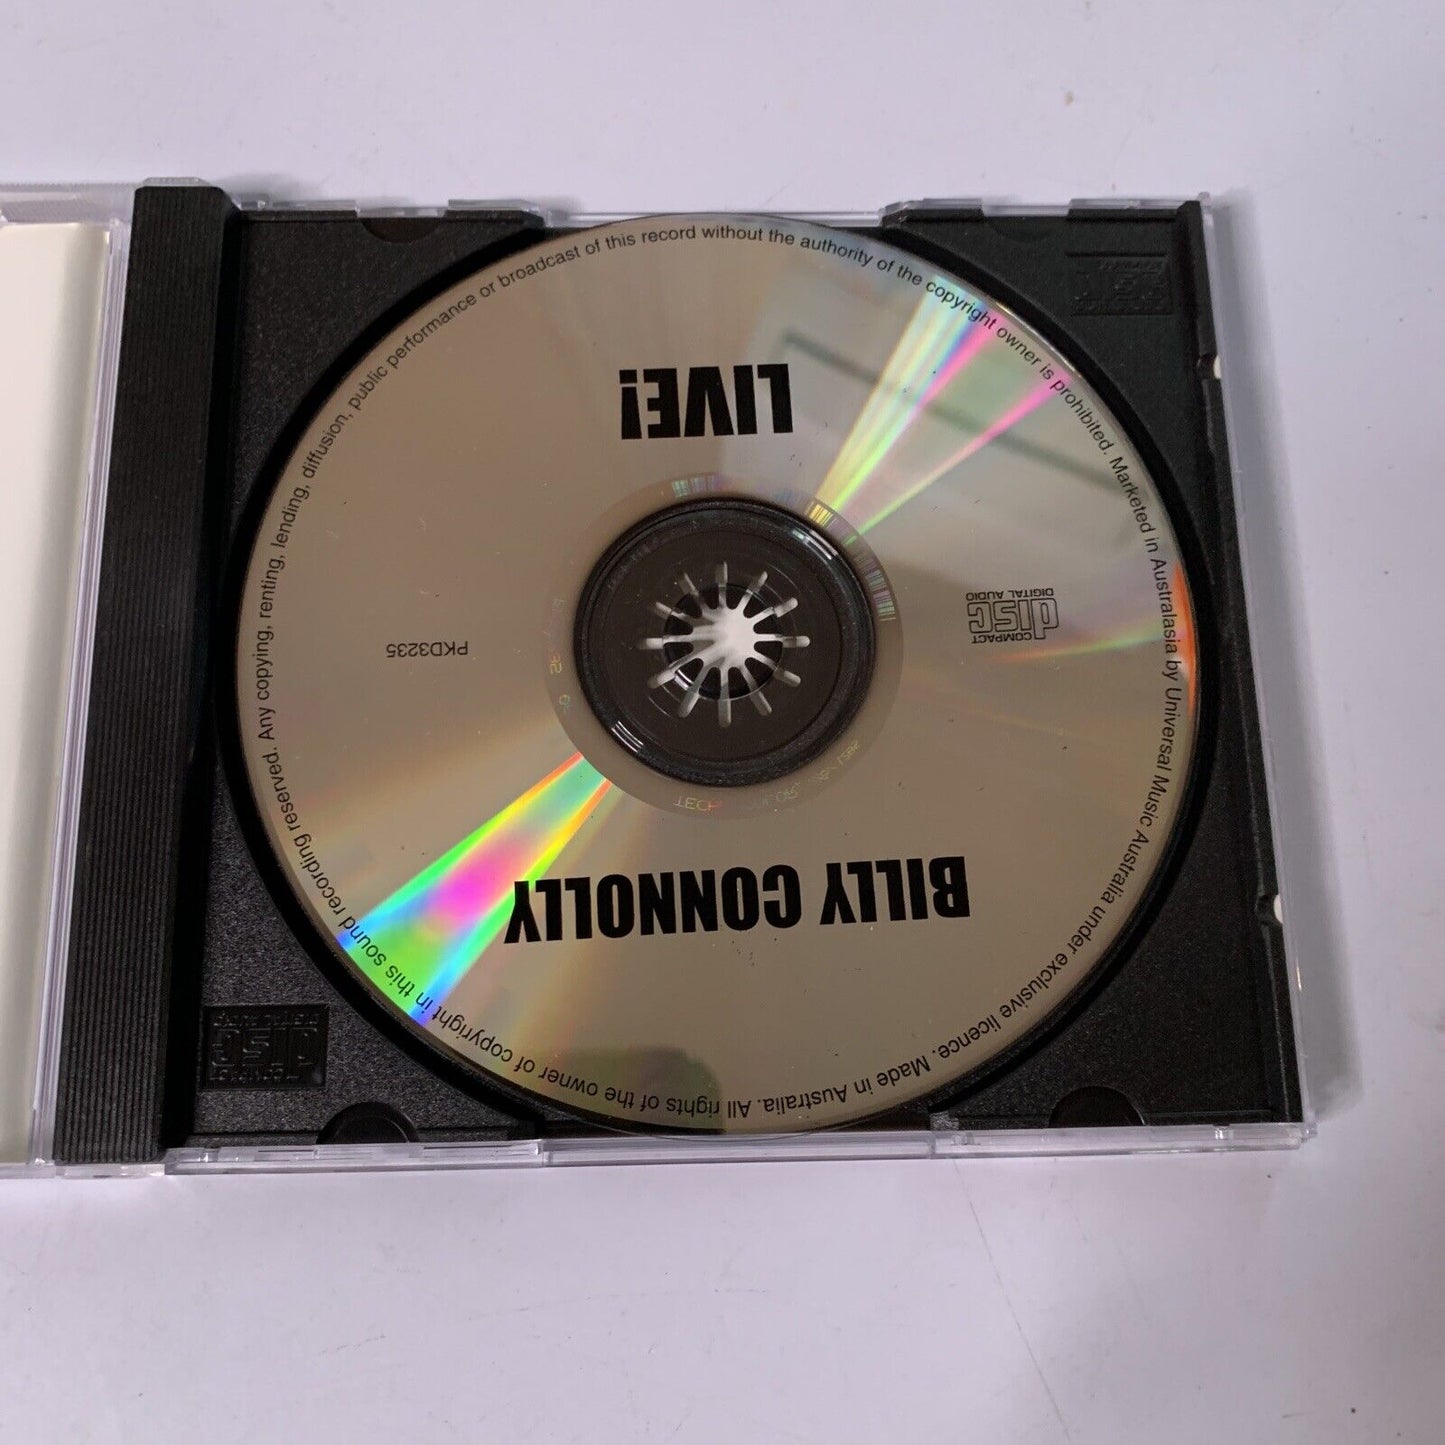 BILLY CONNOLLY
COMPACT
disc
DIGITAL AUDIO
PKD3235
LIVE!
Marketed in Australasia by Universal Music Australia under exclusive licence. Made in Australia. All rights of the owner of copyright in this sound recording reserved. Any copying, renting, lending, diffusion, public performance or broadcast of this record without the authority of the copyright owner is prohibited.